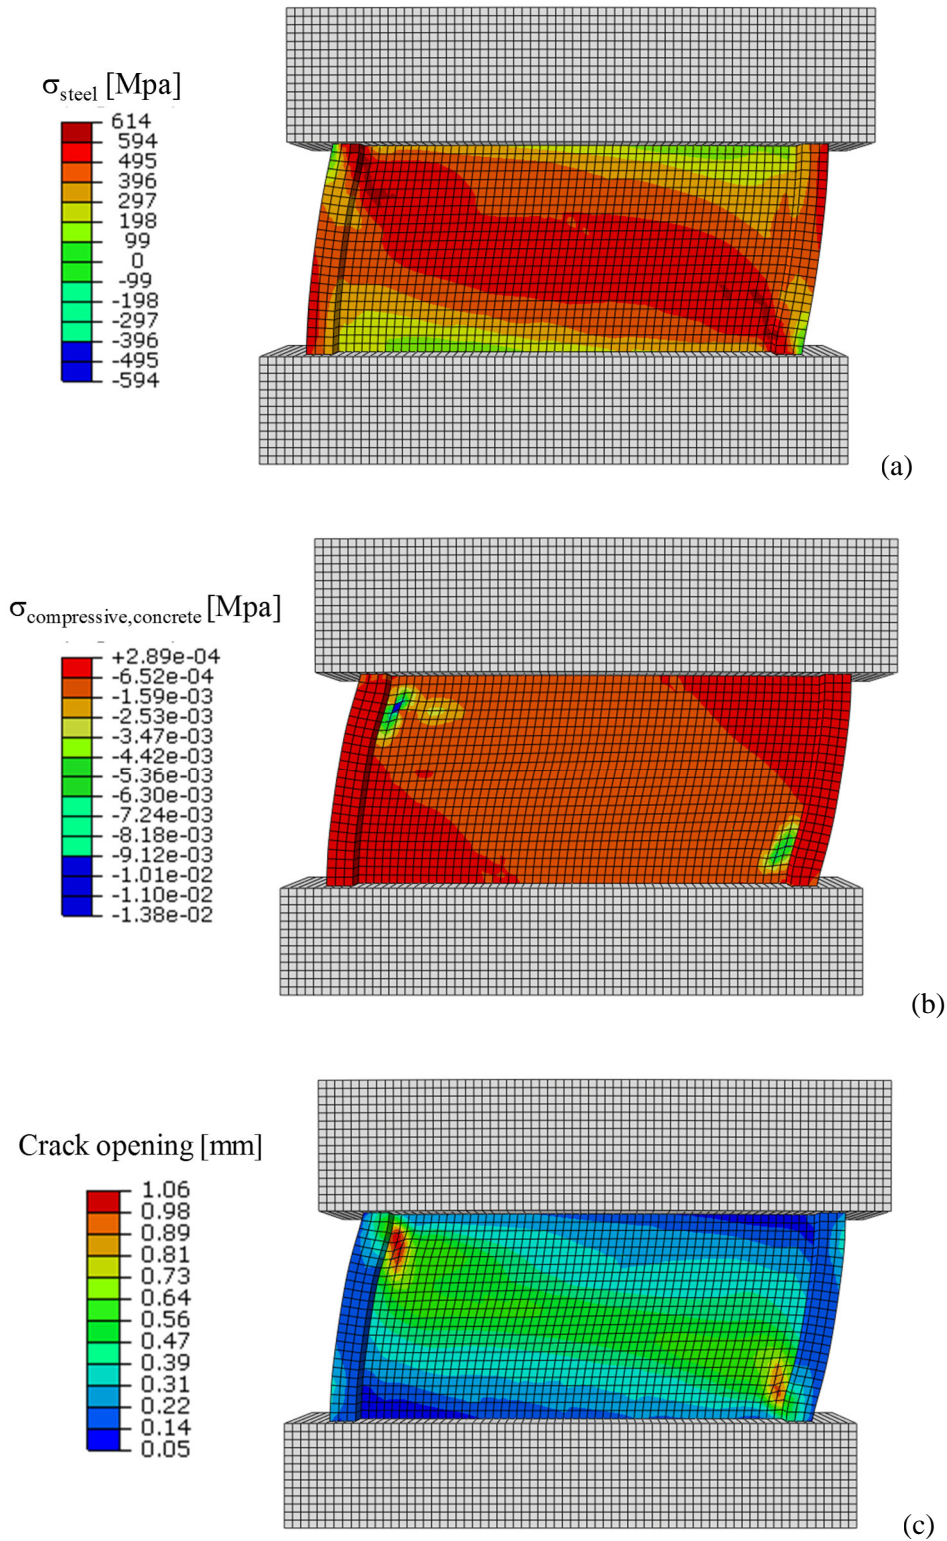 σsteel [Mpa]
614
594
495
396
297
198
99
0
-99
-198
-297
-396
-495
-594
(a)
σcompressive,concrete [Mpa]
+2.89e-04
-6.52e-04
-1.59e-03
-2.53e-03
-3.47e-03
-4.42e-03
-5.36e-03
-6.30e-03
-7.24e-03
-8.18e-03
-9.12e-03
-1.01e-02
-1.10e-02
-1.38e-02
(b)
Crack opening [mm]
1.06
0.98
0.89
0.81
0.73
0.64
0.56
0.47
0.39
0.31
0.22
0.14
0.05
(c)